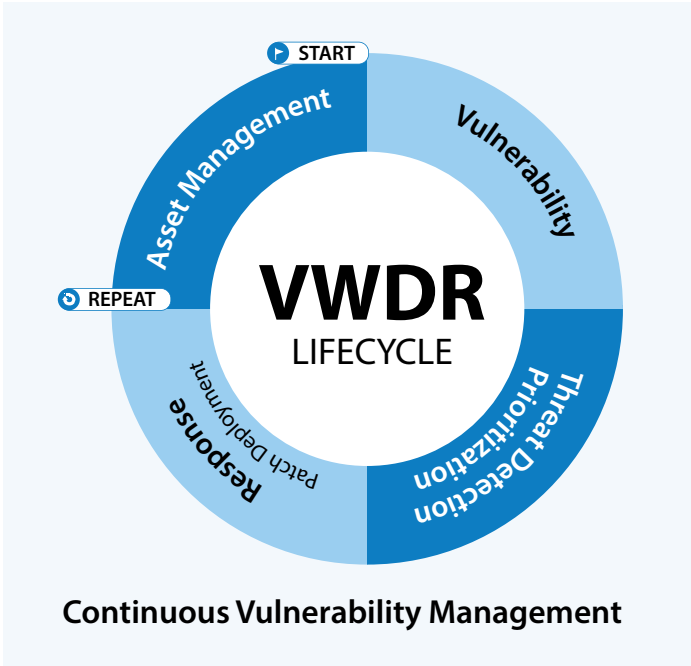 START
Asset Management
Vulnerability
Threat Detection
Prioritization
Response
Patch Deployment
REPEAT
VWDR
LIFECYCLE
Continuous Vulnerability Management